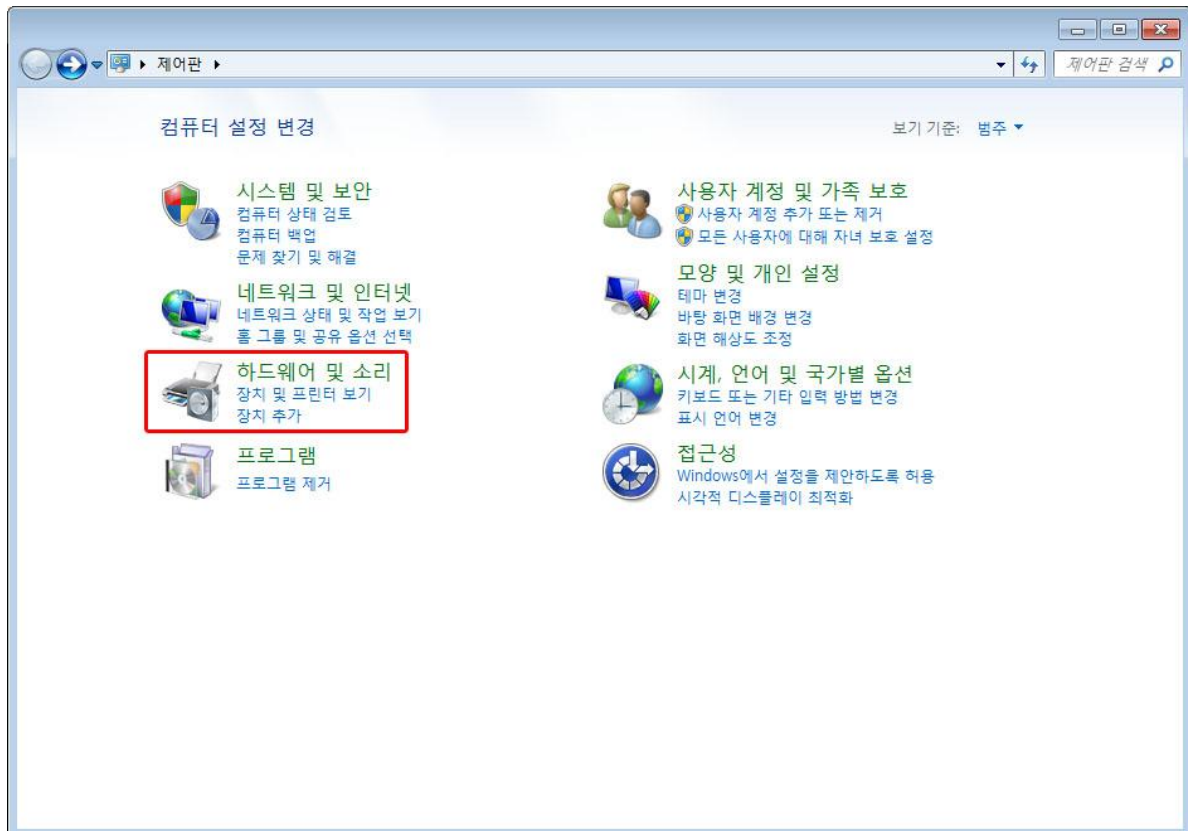 제어판
제어판 검색
컴퓨터 설정 변경
보기 기준: 범주
시스템 및 보안
컴퓨터 상태 검토
컴퓨터 백업
문제 찾기 및 해결
네트워크 및 인터넷
네트워크 상태 및 작업 보기
홈 그룹 및 공유 옵션 선택
하드웨어 및 소리
장치 및 프린터 보기
장치 추가
프로그램
프로그램 제거
사용자 계정 및 가족 보호
사용자 계정 추가 또는 제거
모든 사용자에 대해 자녀 보호 설정
모양 및 개인 설정
테마 변경
바탕 화면 배경 변경
화면 해상도 조정
시계, 언어 및 국가별 옵션
키보드 또는 기타 입력 방법 변경
표시 언어 변경
접근성
Windows에서 설정을 제안하도록 허용
시각적 디스플레이 최적화